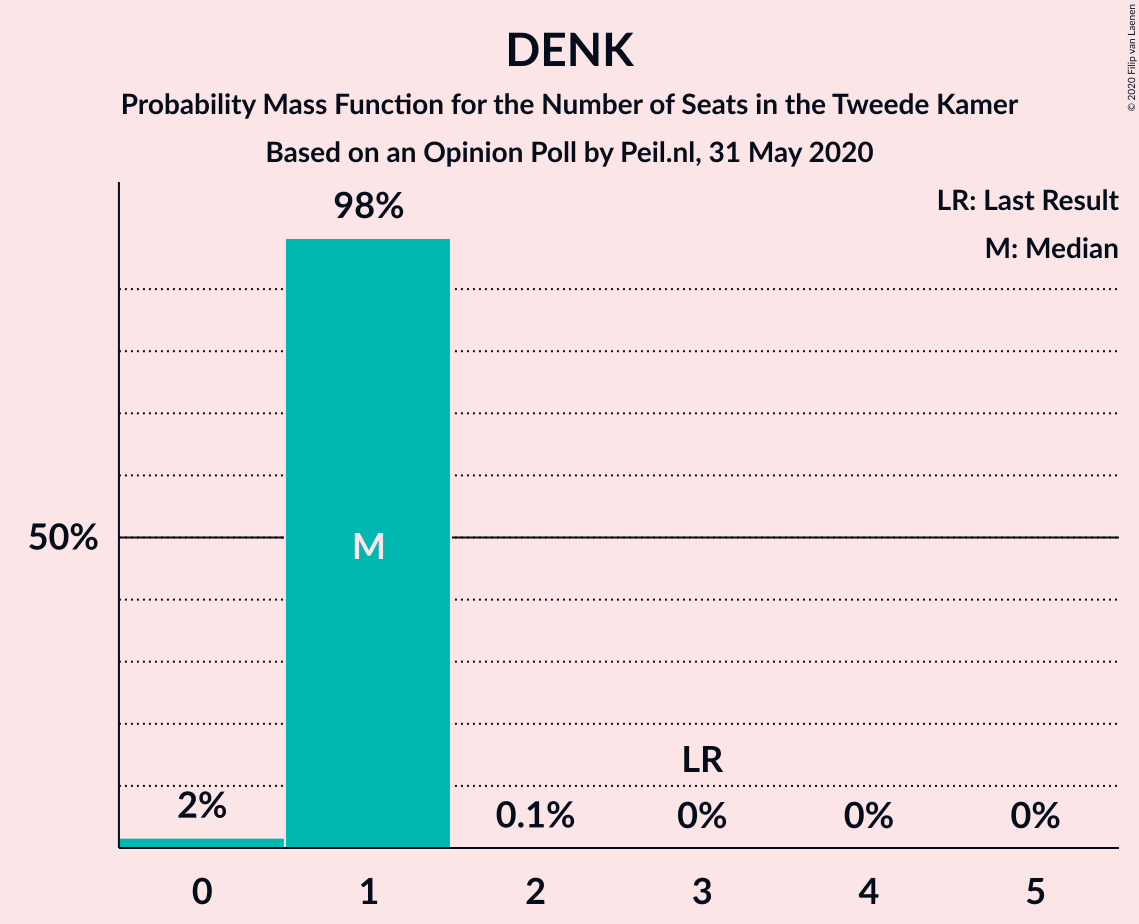 DENK
Probability Mass Function for the Number of Seats in the Tweede Kamer
Based on an Opinion Poll by Peil.nl, 31 May 2020
© 2020 Filip van Laenen
LR: Last Result
M: Median
98%
50%
M
LR
2%
0.1%
0%
0%
0%
0
1
2
3
4
5